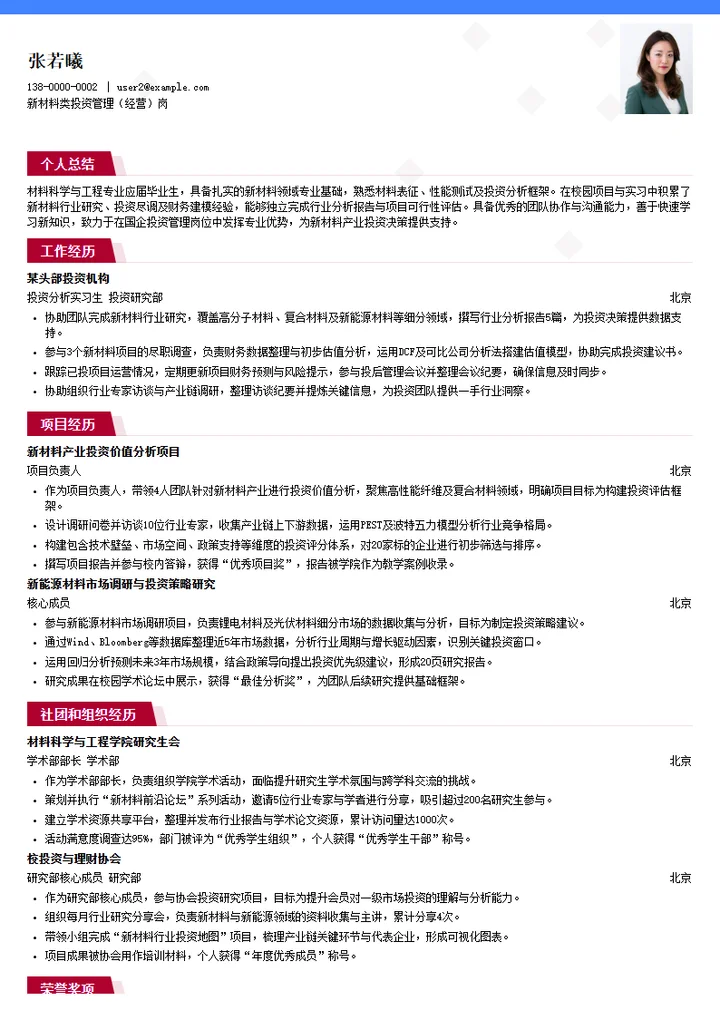 张若曦
138-0000-0002 | user2@example.com
新材料类投资管理（经营）岗
个人总结
材料科学与工程专业应届毕业生，具备扎实的新材料领域专业基础，熟悉材料表征、性能测试及投资分析框架。在校园项目与实习中积累了
新材料行业研究、投资尽调及财务建模经验，能够独立完成行业分析报告与项目可行性评估。具备优秀的团队协作与沟通能力，善于快速学
习新知识，致力于在国企投资管理岗位中发挥专业优势，为新材料产业投资决策提供支持。
工作经历
某头部投资机构
投资分析实习生 投资研究部 北京
• 协助团队完成新材料行业研究，覆盖高分子材料、复合材料及新能源材料等细分领域，撰写行业分析报告5篇，为投资决策提供数据支
持。
• 参与3个新材料项目的尽职调查，负责财务数据整理与初步估值分析，运用DCF及可比公司分析法搭建估值模型，协助完成投资建议书。
• 跟踪已投项目运营情况，定期更新项目财务预测与风险提示，参与投后管理会议并整理会议纪要，确保信息及时同步。
• 协助组织行业专家访谈与产业链调研，整理访谈纪要并提炼关键信息，为投资团队提供一手行业洞察。
项目经历
新材料产业投资价值分析项目
项目负责人 北京
• 作为项目负责人，带领4人团队针对新材料产业进行投资价值分析，聚焦高性能纤维及复合材料领域，明确项目目标为构建投资评估框
架。
• 设计调研问卷并访谈10位行业专家，收集产业链上下游数据，运用PEST及波特五力模型分析行业竞争格局。
• 构建包含技术壁垒、市场空间、政策支持等维度的投资评分体系，对20家标的企业进行初步筛选与排序。
• 撰写项目报告并参与校内答辩，获得“优秀项目奖”，报告被学院作为教学案例收录。
新能源材料市场调研与投资策略研究
核心成员 北京
• 参与新能源材料市场调研项目，负责锂电材料及光伏材料细分市场的数据收集与分析，目标为制定投资策略建议。
• 通过Wind、Bloomberg等数据库整理近5年市场数据，分析行业周期与增长驱动因素，识别关键投资窗口。
• 运用回归分析预测未来3年市场规模，结合政策导向提出投资优先级建议，形成20页研究报告。
• 研究成果在校园学术论坛中展示，获得“最佳分析奖”，为团队后续研究提供基础框架。
社团和组织经历
材料科学与工程学院研究生会
学术部部长 学术部 北京
• 作为学术部部长，负责组织学院学术活动，面临提升研究生学术氛围与跨学科交流的挑战。
• 策划并执行“新材料前沿论坛”系列活动，邀请5位行业专家与学者进行分享，吸引超过200名研究生参与。
• 建立学术资源共享平台，整理并发布行业报告与学术论文资源，累计访问量达1000次。
• 活动满意度调查达95%，部门被评为“优秀学生组织”，个人获得“优秀学生干部”称号。
校投资与理财协会
研究部核心成员 研究部 北京
• 作为研究部核心成员，参与协会投资研究项目，目标为提升会员对一级市场投资的理解与分析能力。
• 组织每月行业研究分享会，负责新材料与新能源领域的资料收集与主讲，累计分享4次。
• 带领小组完成“新材料行业投资地图”项目，梳理产业链关键环节与代表企业，形成可视化图表。
• 项目成果被协会用作培训材料，个人获得“年度优秀成员”称号。
荣誉奖项